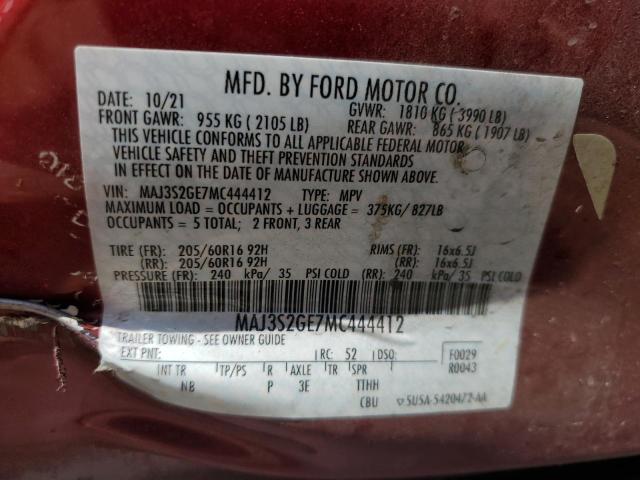 MFD. BY FORD MOTOR CO.
DATE: 10/21 GVWR: 1810 KG (3990 LB)
FRONT GAWR: 955 KG (2105 LB) REAR GAWR: 865 KG (1907 LB)
THIS VEHICLE CONFORMS TO ALL APPLICABLE FEDERAL MOTOR
VEHICLE SAFETY AND THEFT PREVENTION STANDARDS
IN EFFECT ON THE DATE OF MANUFACTURE SHOWN ABOVE.
VIN: MAJ3S2GE7MC444412 TYPE: MPV
MAXIMUM LOAD = OCCUPANTS + LUGGAGE = 375KG/ 827LB
OCCUPANTS = 5 TOTAL; 2 FRONT, 3 REAR
TIRE (FR): 205/60R16 92H RIMS (FR): 16x6.5J
(RR): 205/60R16 92H (RR): 16x6.5J
PRESSURE (FR): 240 kPa/ 35 PSI COLD (RR): 240 kPa/ 35 PSI COLD
MAJ3S2GE7MC444412
TRAILER TOWING - SEE OWNER GUIDE
EXT PNT: RC: 52 DSO: F0029
R0043
INT TR TP/PS R AXLE TR SPR
NB P 3E TTHH
CBU 5U5A-5420472-AA